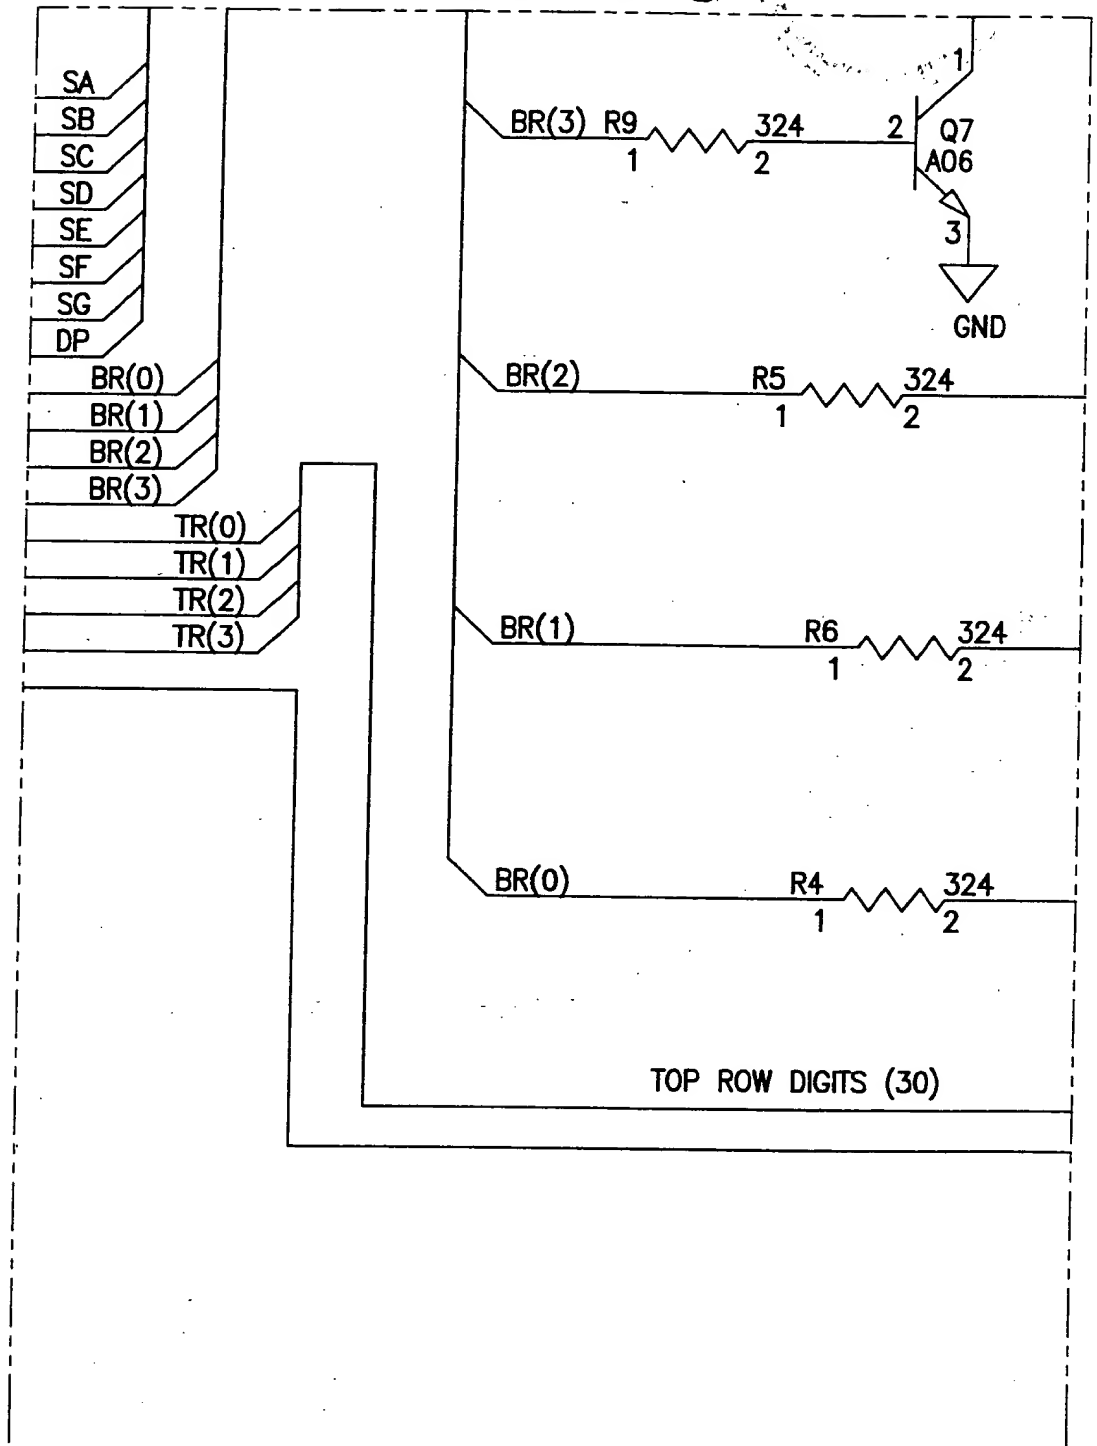 SA
SB
SC
SD
SE
SF
SG
DP
BR(0)
BR(1)
BR(2)
BR(3)
TR(0)
TR(1)
TR(2)
TR(3)
BR(3) R9 324
1 2
1
2 Q7
A06
3
GND
BR(2) R5 324
1 2
BR(1) R6 324
1 2
BR(0) R4 324
1 2
TOP ROW DIGITS (30)